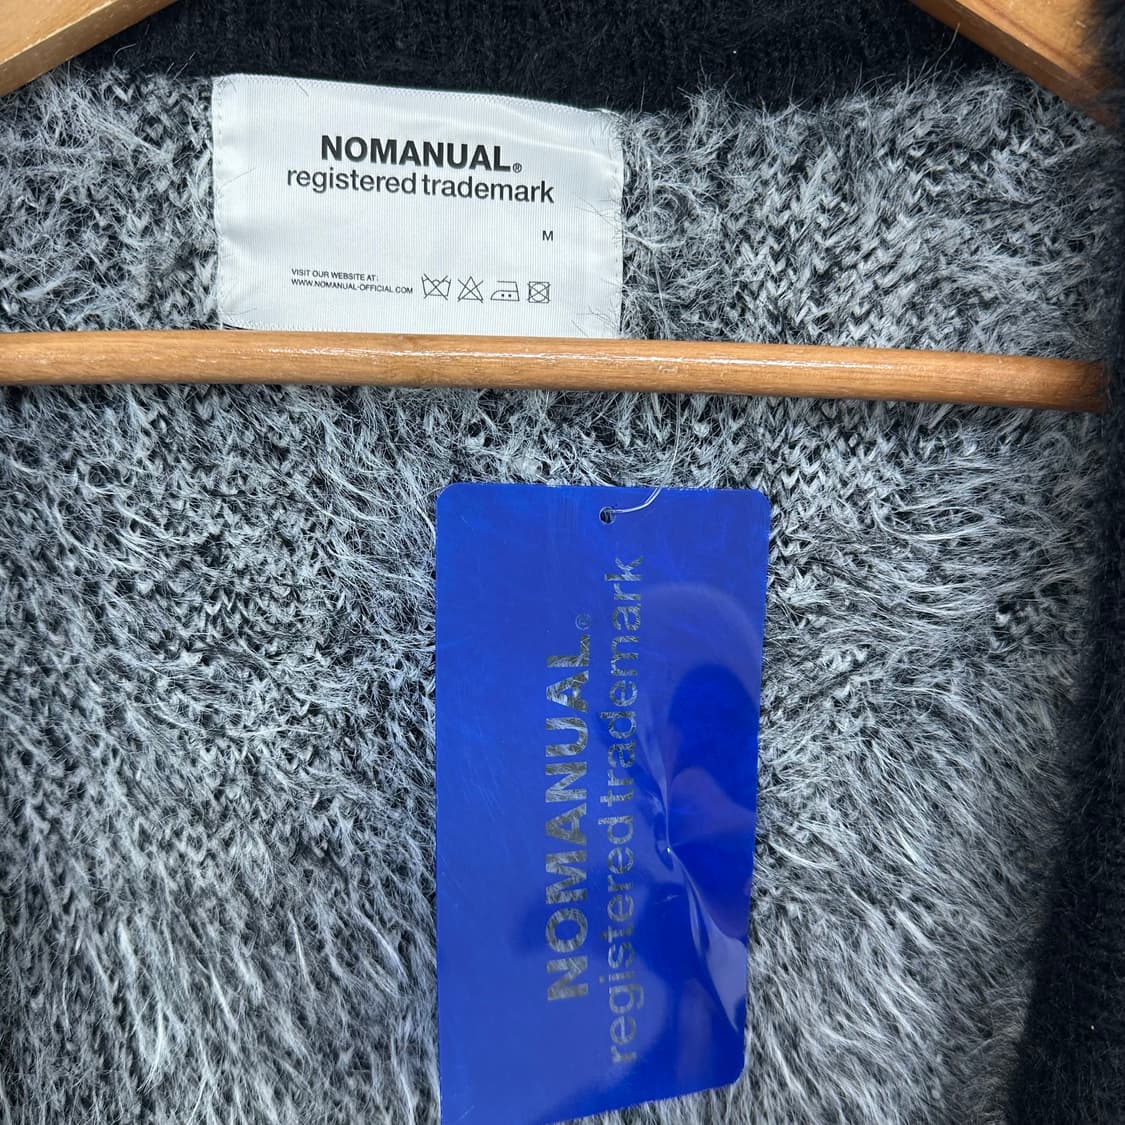 NOMANUAL®
registered trademark
M
VISIT OUR WEBSITE AT:
WWW.NOMANUAL-OFFICIAL.COM
NOMANUAL®
registered trademark